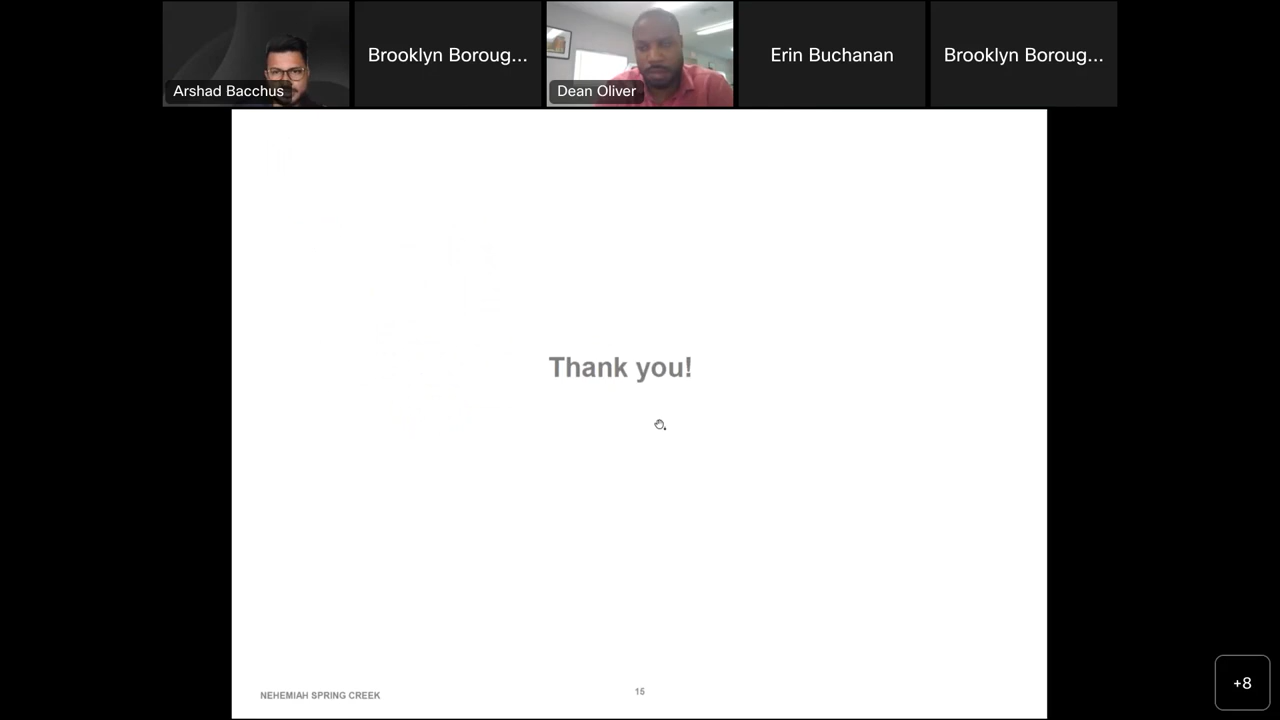 Arshad Bacchus
Brooklyn Boroug...
Dean Oliver
Erin Buchanan
Brooklyn Boroug...
Thank you!
NEHEMIAH SPRING CREEK
15
+8